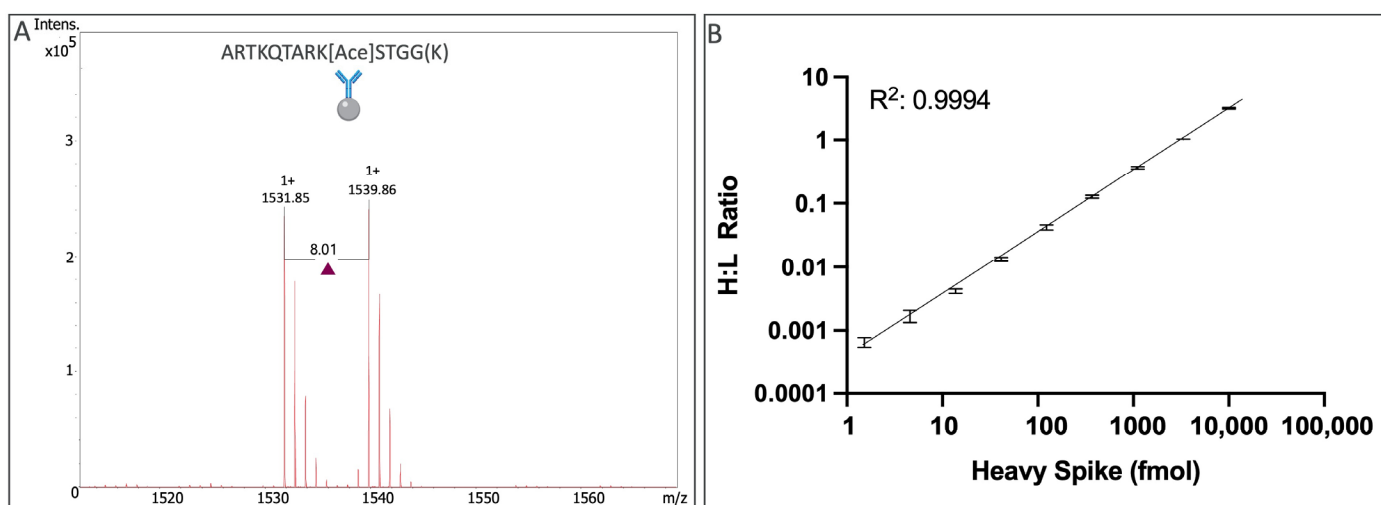 A
Intens.
x10⁵
ARTKQTARK[Ace]STGG(K)
3
1+
1531.85
1+
1539.86
8.01
2
1
0
1520
1530
1540
1550
1560
m/z
B
R²: 0.9994
10
1
0.1
0.01
0.001
0.0001
H:L Ratio
1
10
100
1000
10,000
100,000
Heavy Spike (fmol)